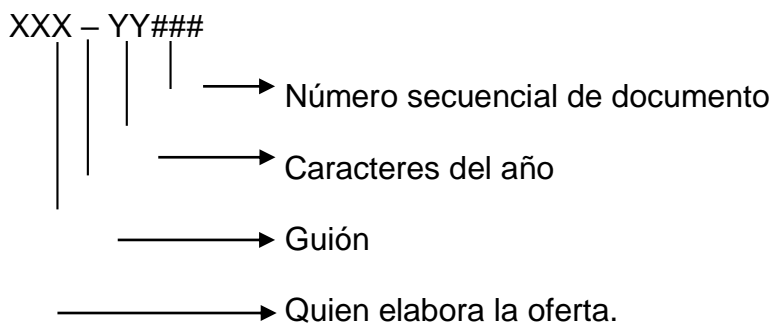 XXX – YY###
Número secuencial de documento
Caracteres del año
Guión
Quien elabora la oferta.